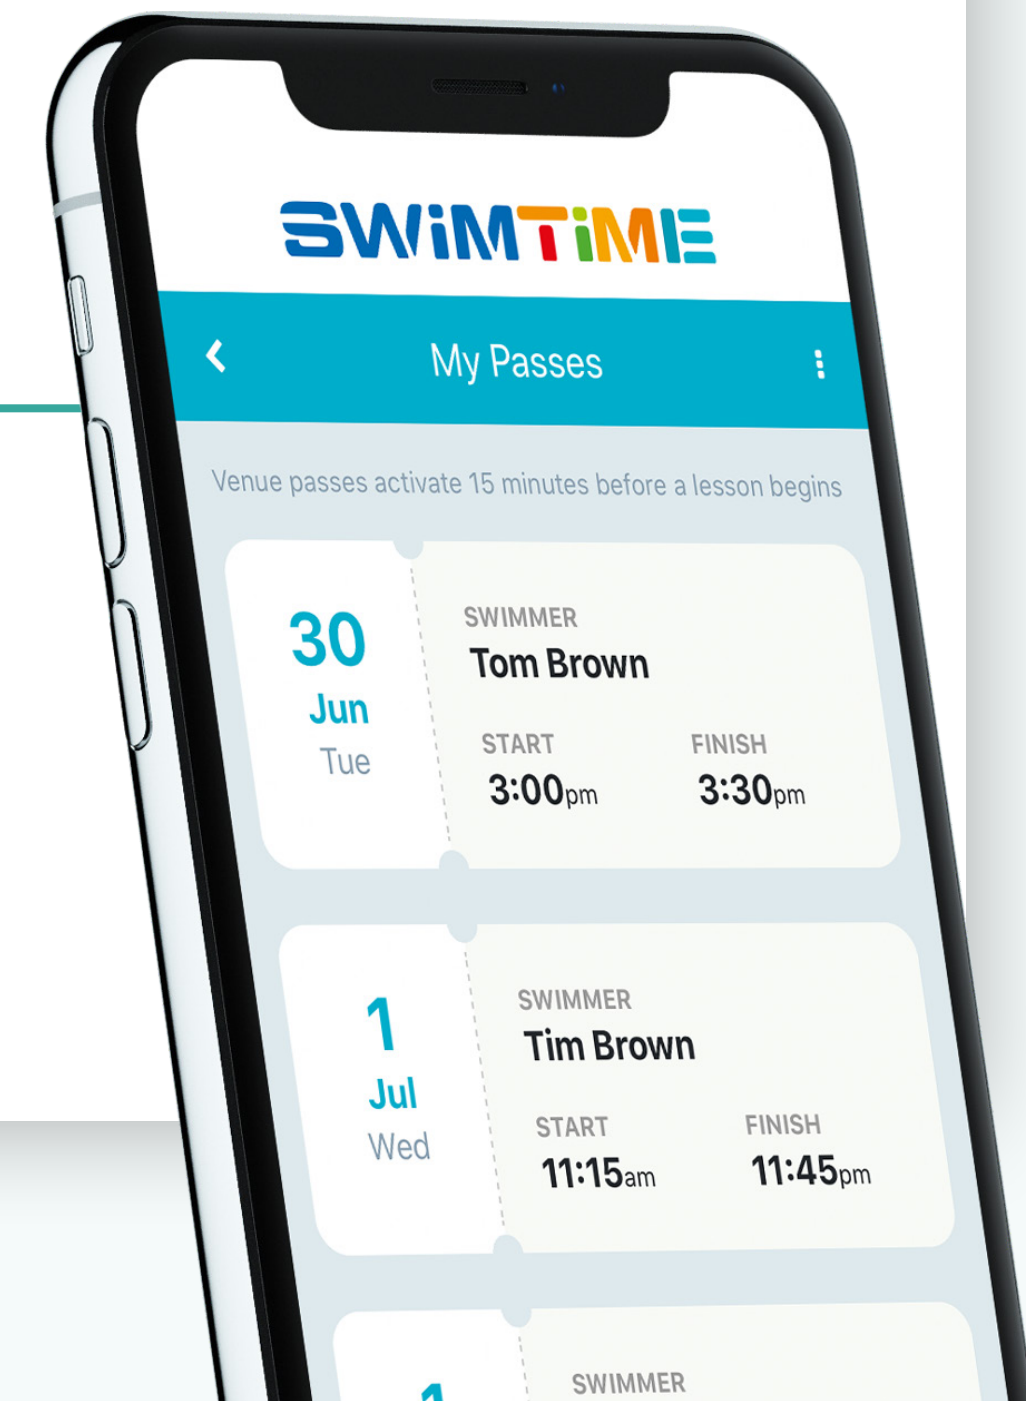 SWiMTiME
My Passes
Venue passes activate 15 minutes before a lesson begins
30
Jun
Tue
SWIMMER
Tom Brown
START
FINISH
3:00pm
3:30pm
1
Jul
Wed
SWIMMER
Tim Brown
START
FINISH
11:15am
11:45pm
1
SWIMMER